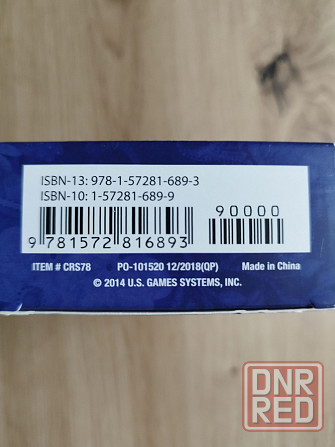 ISBN-13: 978-1-57281-689-3
ISBN-10: 1-57281-689-9
90000
9 781572 816893
ITEM # CRS78 PO-101520 12/2018(QP) Made in China
© 2014 U.S. GAMES SYSTEMS, INC.
DNR
RED